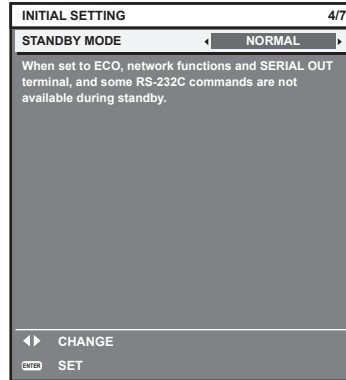 INITIAL SETTING 4/7
STANDBY MODE NORMAL
When set to ECO, network functions and SERIAL OUT
terminal, and some RS-232C commands are not
available during standby.
CHANGE
ENTER SET